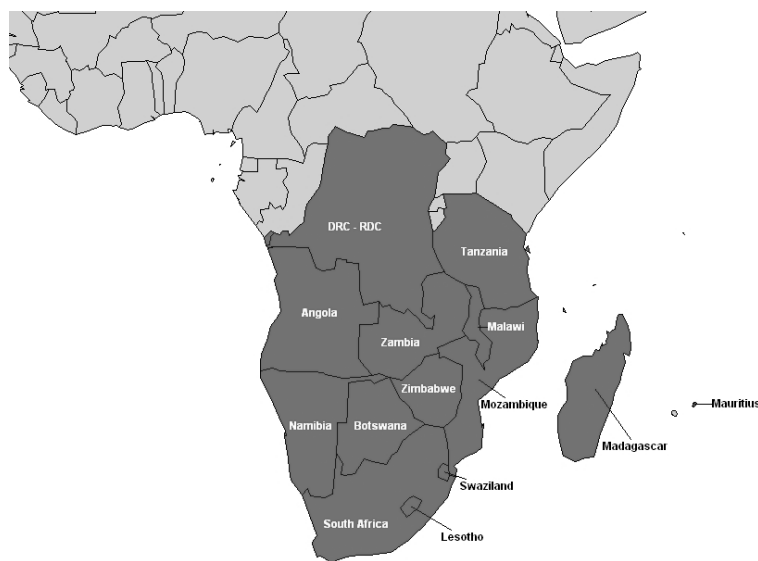 DRC - RDC
Tanzania
Angola
Malawi
Zambia
Zimbabwe
Mozambique
Mauritius
Namibia
Botswana
Madagascar
Swaziland
South Africa
Lesotho